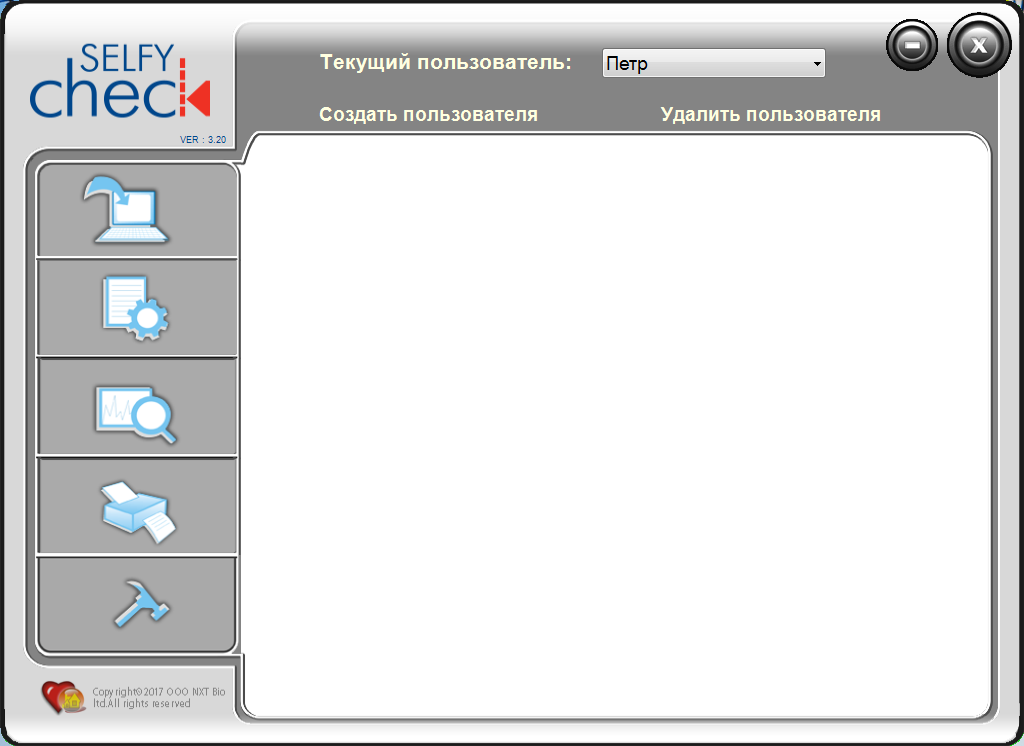 SELFY
check
VER : 3.20
Текущий пользователь:
Петр
Создать пользователя
Удалить пользователя
Copyright©2017 ООО NXT Bio
ltd.All rights reserved